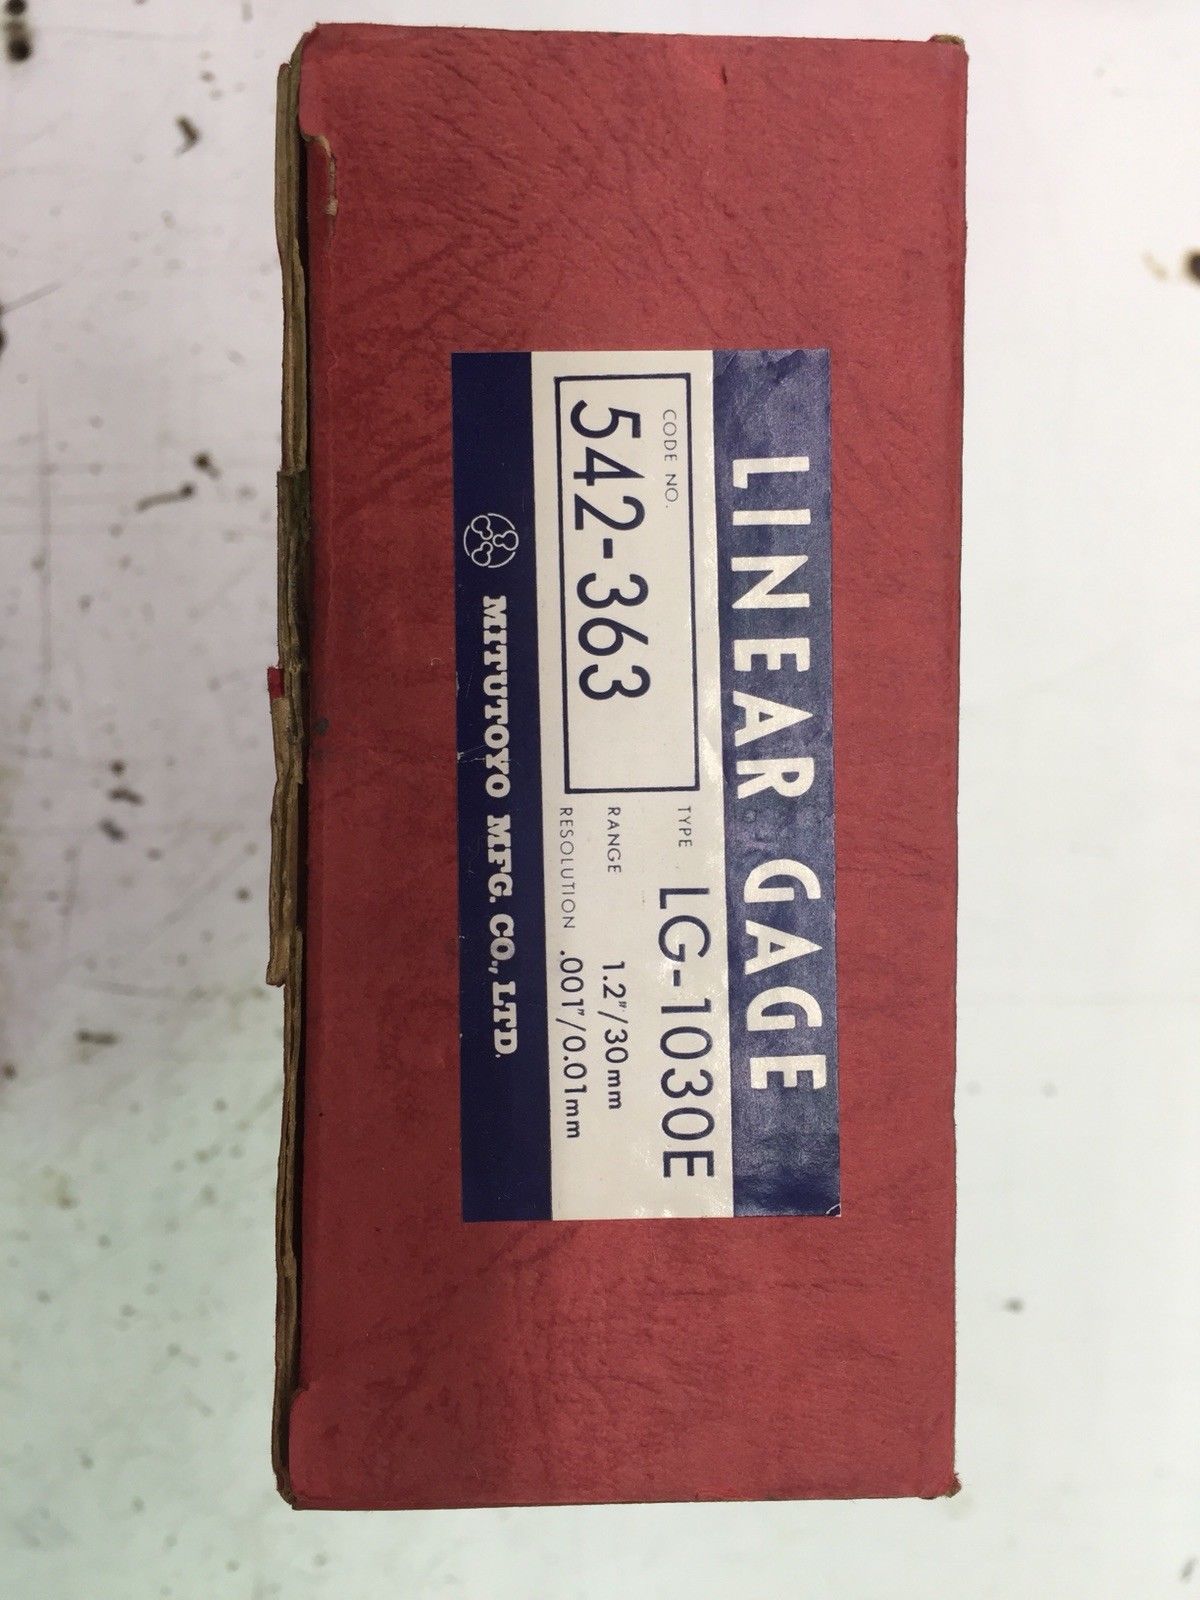 LINEAR GAGE
CODE NO.
542-363
TYPE LG-1030E
RANGE 1.2"/30mm
RESOLUTION .001"/0.01mm
MITUTOYO MFG. CO., LTD.